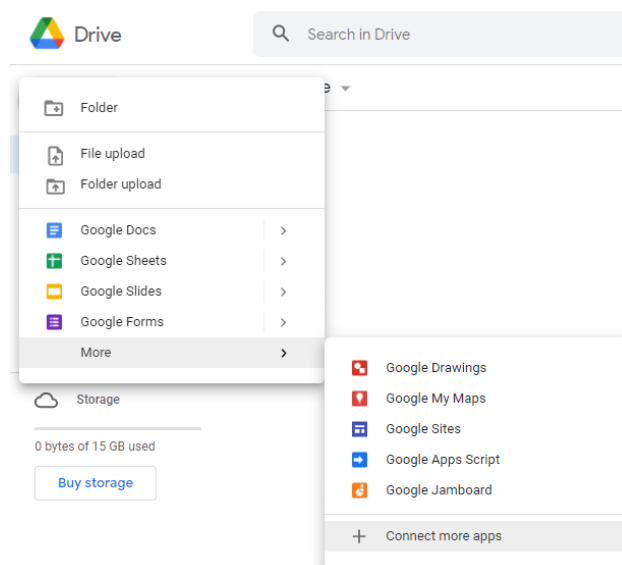 Drive
Search in Drive
Folder
File upload
Folder upload
Google Docs
Google Sheets
Google Slides
Google Forms
More
Google Drawings
Google My Maps
Google Sites
Google Apps Script
Google Jamboard
Connect more apps
Storage
0 bytes of 15 GB used
Buy storage